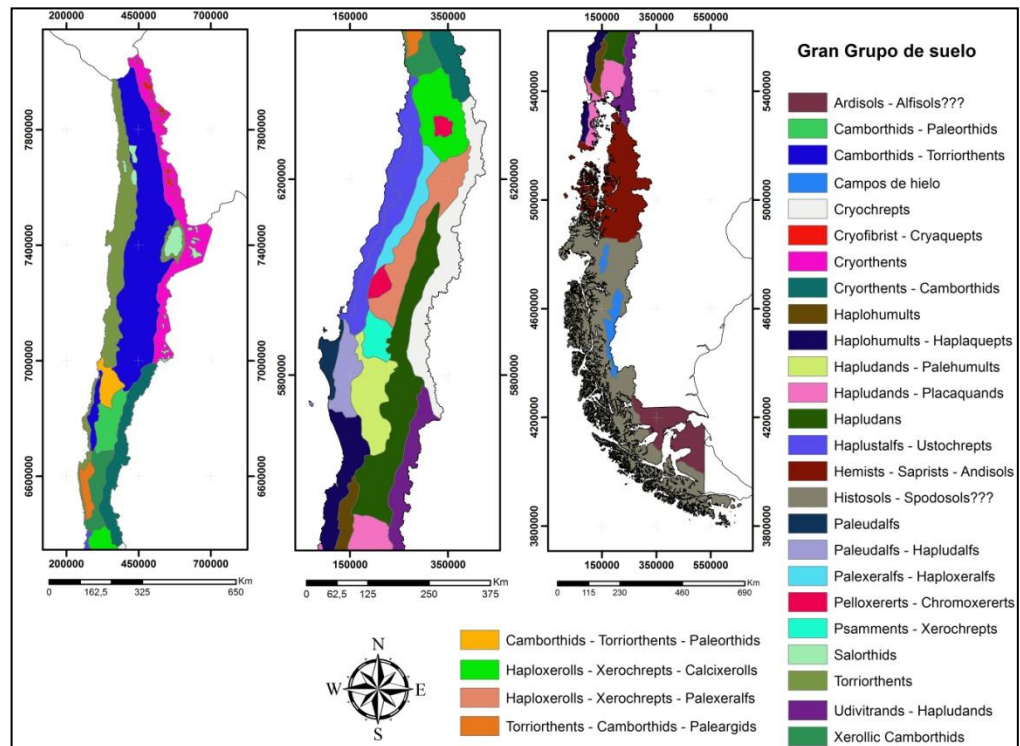 200000 450000 700000
7800000
7400000
7000000
6600000
200000 450000 700000
Km
0 162,5 325 650
150000 350000
6200000
5800000
6200000
5800000
150000 350000
Km
0 62,5 125 250 375
150000 350000 550000
5400000
5000000
4600000
4200000
3800000
5400000
5000000
4600000
4200000
3800000
150000 350000 550000
Km
0 115 230 460 690
Gran Grupo de suelo
Ardisols - Alfisols???
Camborthids - Paleorthids
Camborthids - Torriorthents
Campos de hielo
Cryochrepts
Cryofibrist - Cryaquepts
Cryorthents
Cryorthents - Camborthids
Haplohumults
Haplohumults - Haplaquepts
Hapludands - Palehumults
Hapludands - Placaquands
Hapludans
Haplustalfs - Ustochrepts
Hemists - Saprists - Andisols
Histosols - Spodosols???
Paleudalfs
Paleudalfs - Hapludalfs
Palexeralfs - Haploxeralfs
Pelloxererts - Chromoxererts
Psamments - Xerochrepts
Salorthids
Torriorthents
Udivitrands - Hapludands
Xerollic Camborthids
Camborthids - Torriorthents - Paleorthids
Haploxerolls - Xerochrepts - Calcixerolls
Haploxerolls - Xerochrepts - Palexeralfs
Torriorthents - Camborthids - Paleargids
N
W E
S